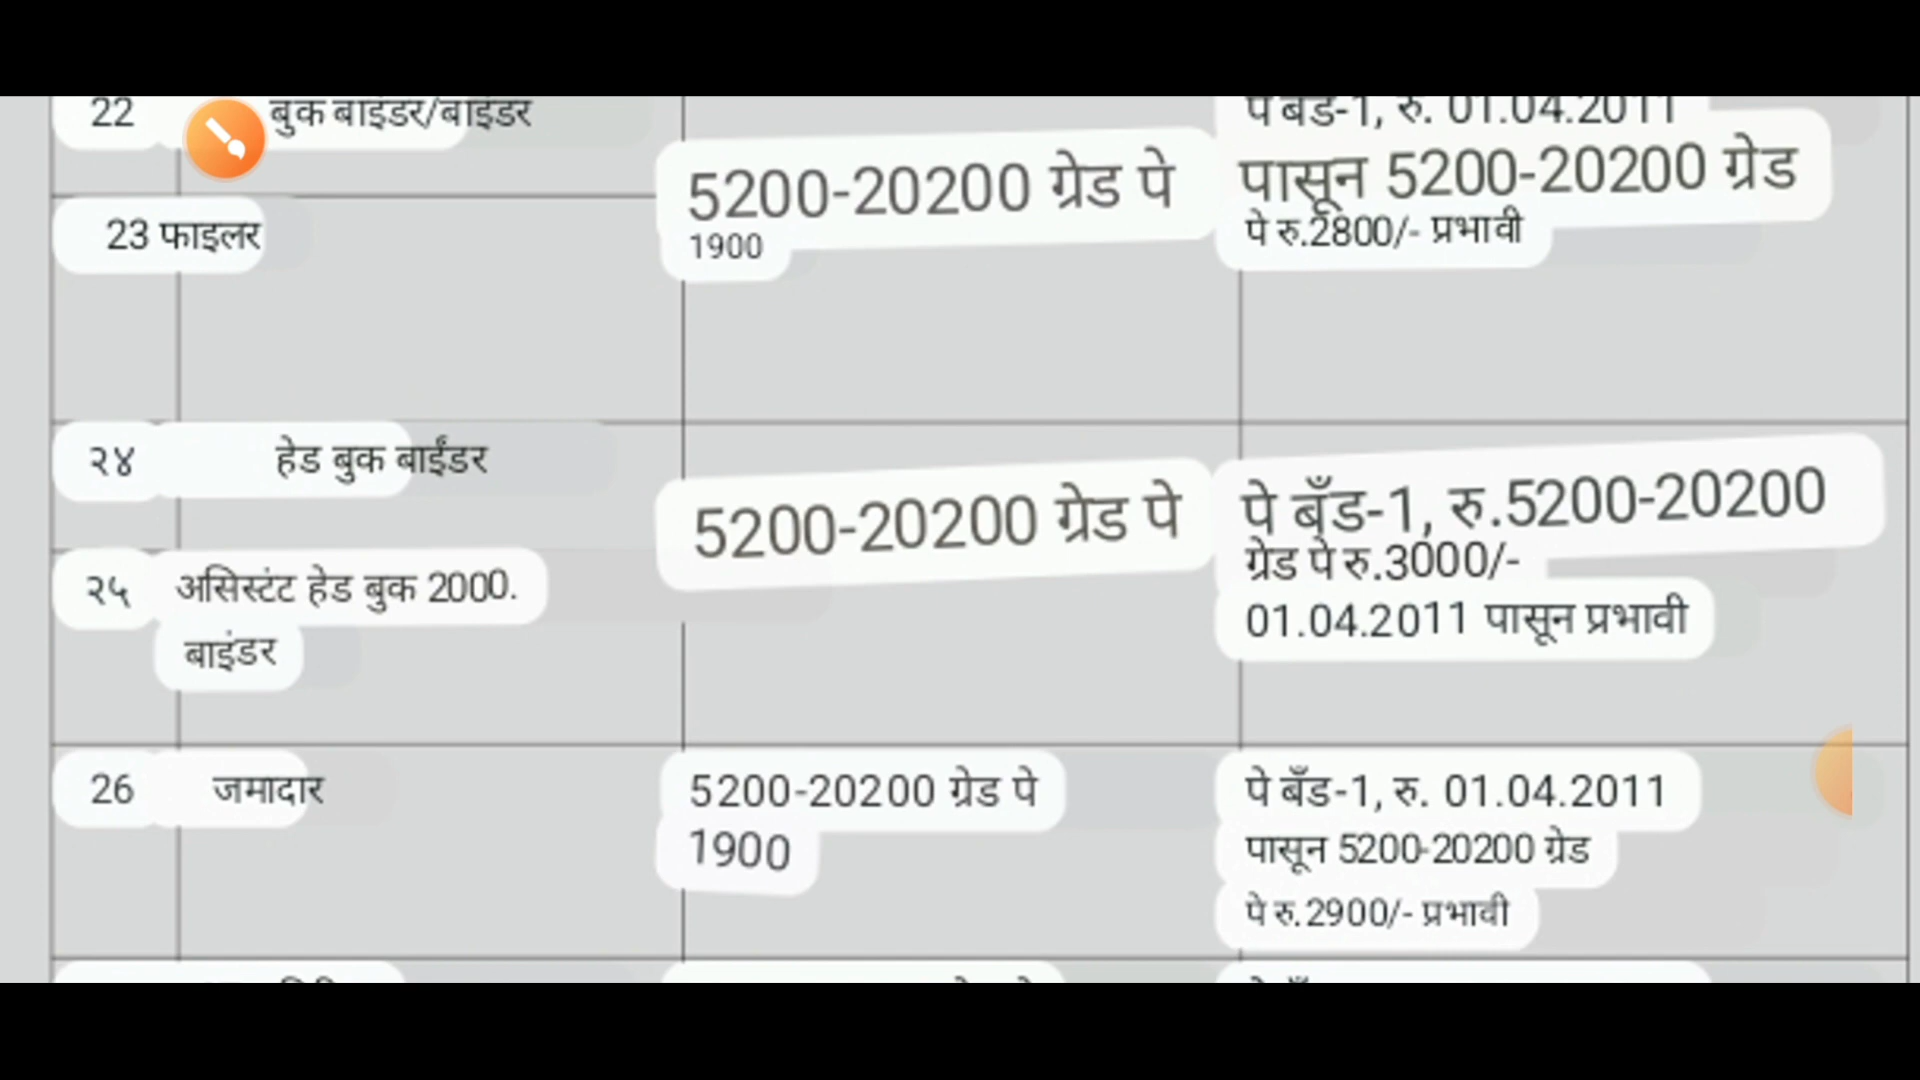 22 बुक बाइंडर/बाइंडर
पे बँड-1, रु. 01.04.2011
5200-20200 ग्रेड पे
पासून 5200-20200 ग्रेड
23 फाइलर
1900
पे रु.2800/- प्रभावी
२४ हेड बुक बाईंडर
5200-20200 ग्रेड पे
पे बँड-1, रु.5200-20200
ग्रेड पे रु.3000/-
२५ असिस्टंट हेड बुक 2000.
01.04.2011 पासून प्रभावी
बाइंडर
26 जमादार
5200-20200 ग्रेड पे
पे बँड-1, रु. 01.04.2011
1900
पासून 5200-20200 ग्रेड
पे रु.2900/- प्रभावी